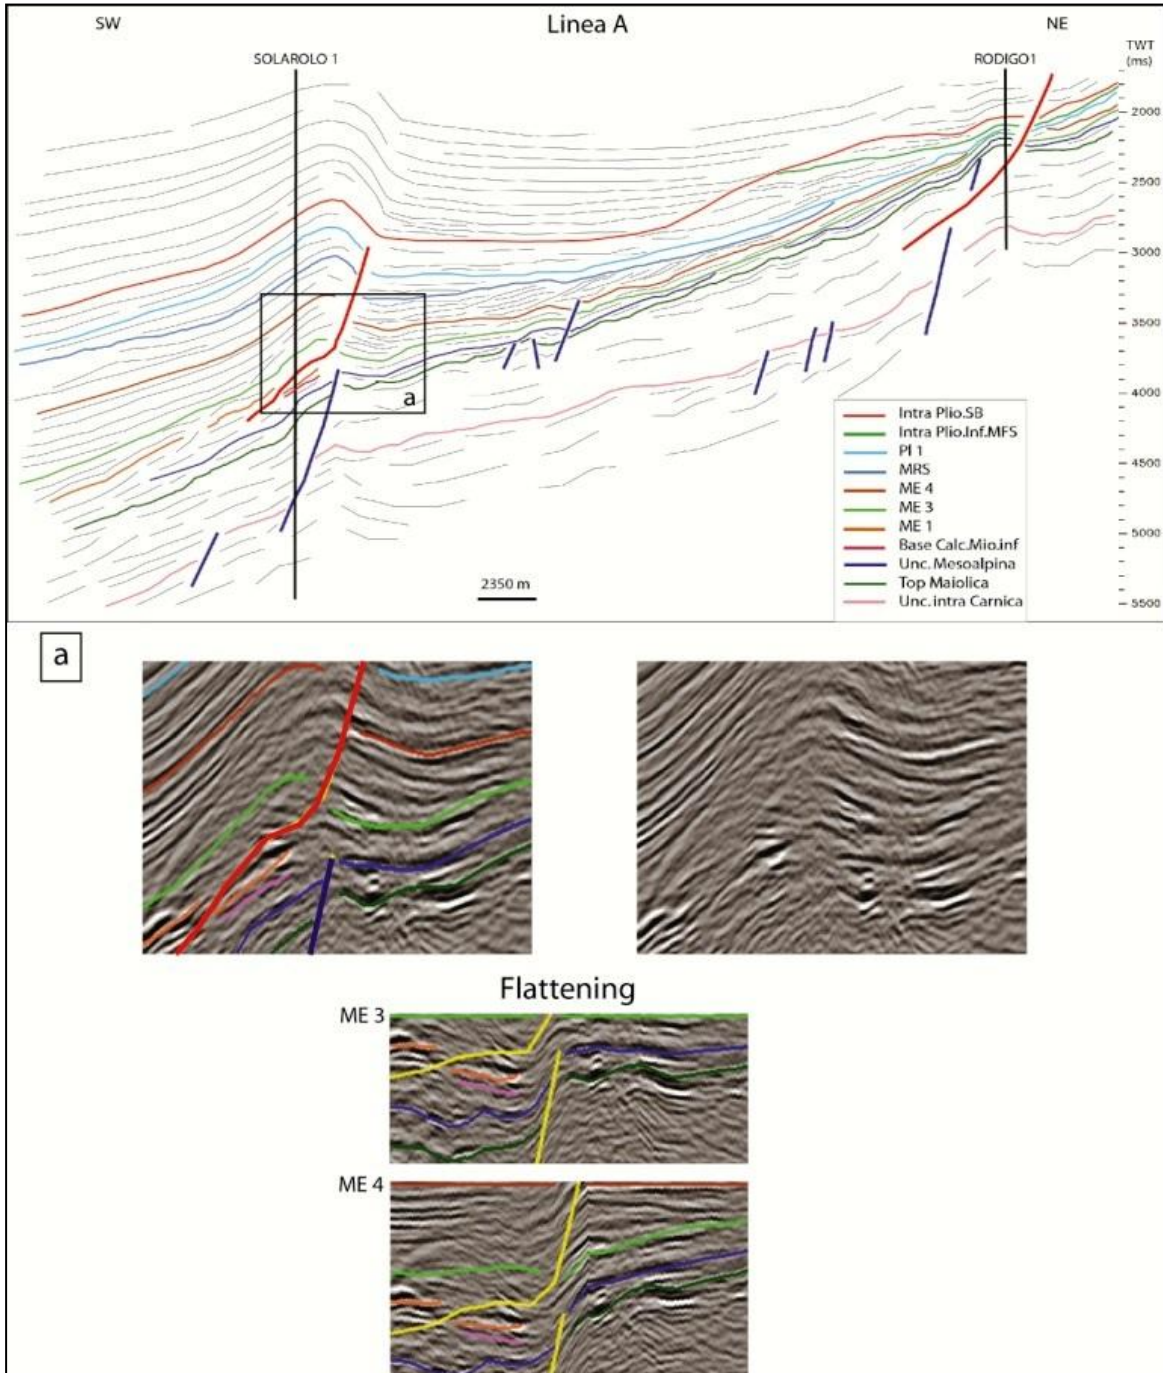 SW
Linea A
NE
SOLAROLO 1
RODIGO1
TWT
(ms)
2000
2500
3000
3500
4000
4500
5000
5500
a
Intra Plio.SB
Intra Plio.Inf.MFS
Pl 1
MRS
ME 4
ME 3
ME 1
Base Calc.Mio.inf
Unc. Mesoalpina
Top Maiolica
Unc. intra Carnica
2350 m
a
Flattening
ME 3
ME 4